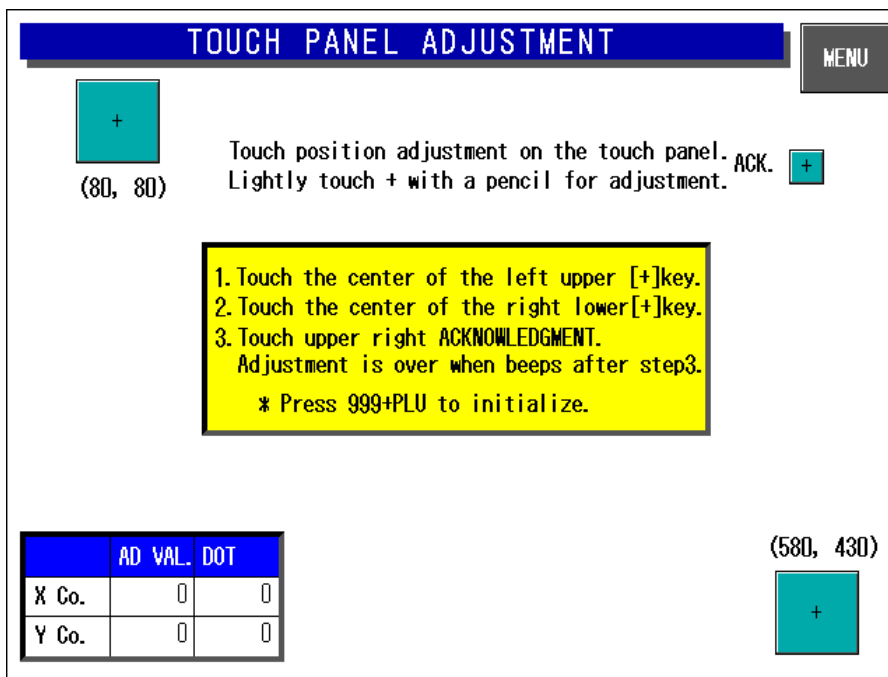 TOUCH PANEL ADJUSTMENT
MENU
+
(80, 80)
Touch position adjustment on the touch panel.
Lightly touch + with a pencil for adjustment.
ACK. +
1. Touch the center of the left upper [+]key.
2. Touch the center of the right lower[+]key.
3. Touch upper right ACKNOWLEDGMENT.
Adjustment is over when beeps after step3.
* Press 999+PLU to initialize.
AD VAL. DOT
X Co. 0 0
Y Co. 0 0
(580, 430)
+